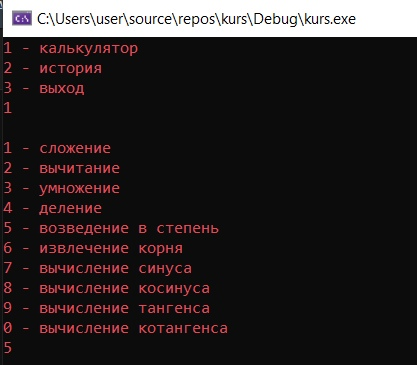 C:\Users\user\source\repos\kurs\Debug\kurs.exe
1 - калькулятор
2 - история
3 - выход
1
1 - сложение
2 - вычитание
3 - умножение
4 - деление
5 - возведение в степень
6 - извлечение корня
7 - вычисление синуса
8 - вычисление косинуса
9 - вычисление тангенса
0 - вычисление котангенса
5